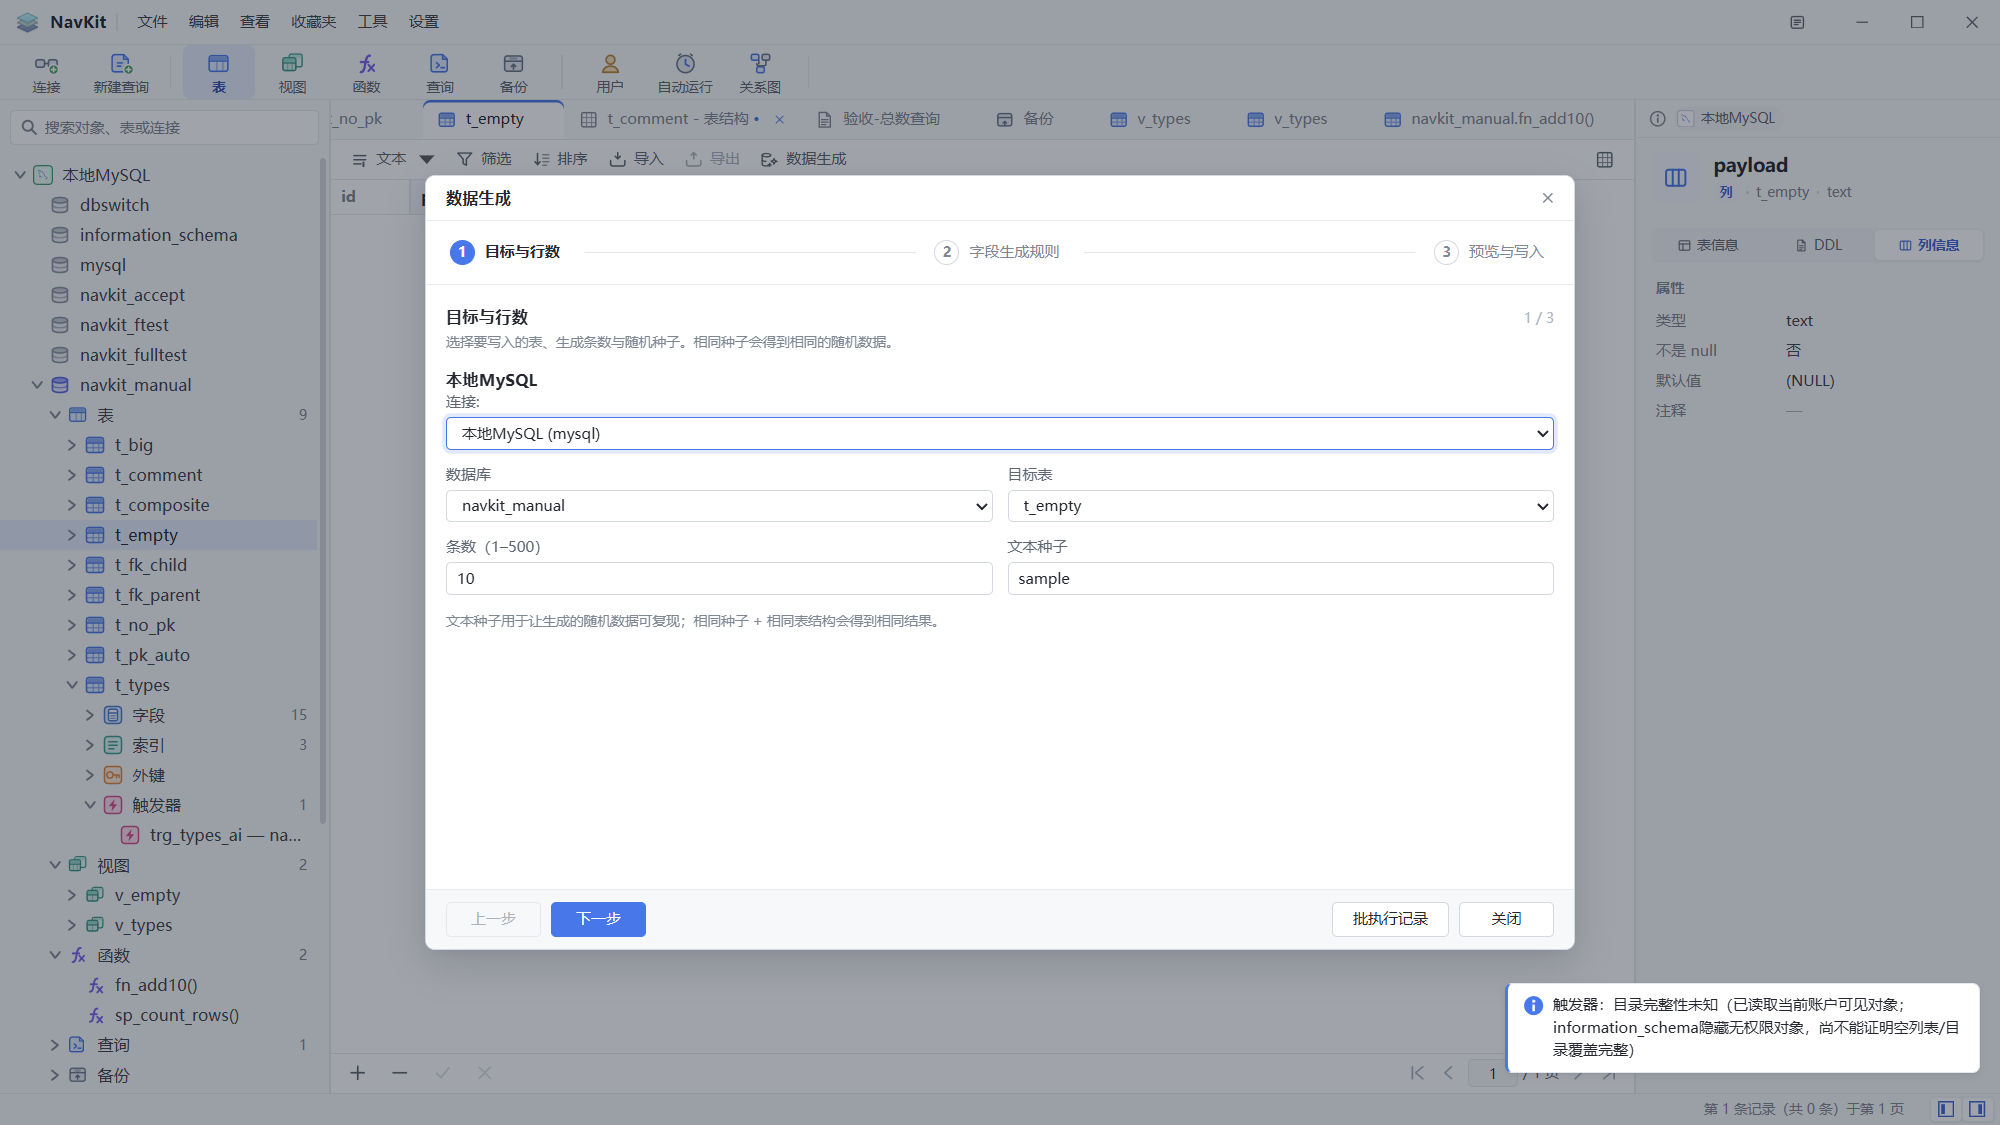 NavKit 文件 编辑 查看 收藏夹 工具 设置
连接 新建查询 表 视图 函数 查询 备份 用户 自动运行 关系图
搜索对象、表或连接
_no_pk t_empty t_comment - 表结构 • × 验收-总数查询 备份 v_types v_types navkit_manual.fn_add10()
本地MySQL
文本 筛选 排序 导入 导出 数据生成
id
本地MySQL
dbswitch
information_schema
mysql
navkit_accept
navkit_ftest
navkit_fulltest
navkit_manual
表 9
t_big
t_comment
t_composite
t_empty
t_fk_child
t_fk_parent
t_no_pk
t_pk_auto
t_types
字段 15
索引 3
外键
触发器 1
trg_types_ai — na...
视图 2
v_empty
v_types
函数 2
fn_add10()
sp_count_rows()
查询 1
备份
数据生成
1 目标与行数 2 字段生成规则 3 预览与写入
目标与行数 1 / 3
选择要写入的表、生成条数与随机种子。相同种子会得到相同的随机数据。
本地MySQL
连接:
本地MySQL (mysql)
数据库 目标表
navkit_manual t_empty
条数（1–500） 文本种子
10 sample
文本种子用于让生成的随机数据可复现；相同种子 + 相同表结构会得到相同结果。
上一步 下一步 批执行记录 关闭
payload
列 · t_empty · text
表信息 DDL 列信息
属性
类型 text
不是 null 否
默认值 (NULL)
注释 —
触发器：目录完整性未知（已读取当前账户可见对象；
information_schema隐藏无权限对象，尚不能证明空列表/目
录覆盖完整）
1 / 1 页
第 1 条记录（共 0 条）于第 1 页